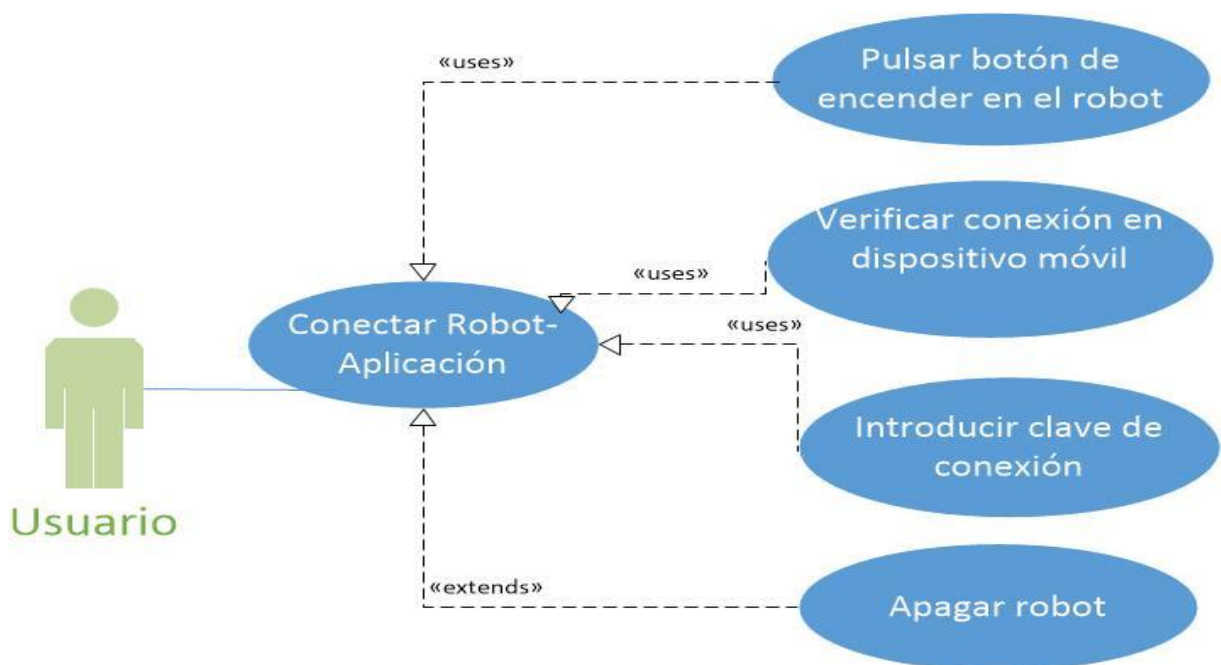 «uses»
Pulsar botón de
encender en el robot
Verificar conexión en
dispositivo móvil
«uses»
«uses»
Conectar Robot-
Aplicación
Introducir clave de
conexión
Usuario
«extends»
Apagar robot